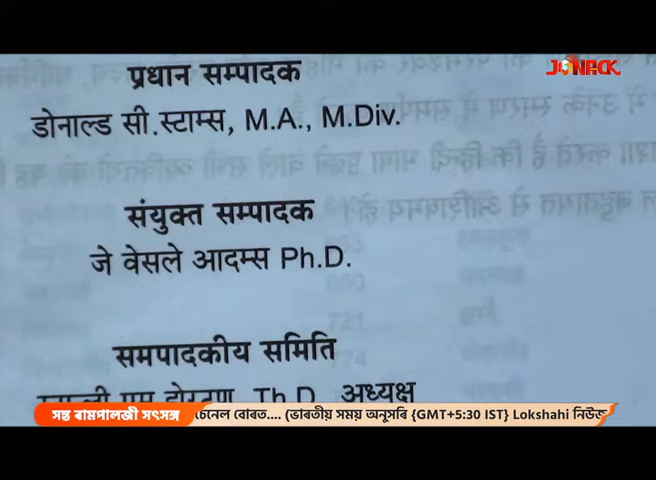 JONACK
प्रधान सम्पादक
डोनाल्ड सी.स्टाम्स, M.A., M.Div.
संयुक्त सम्पादक
जे वेसले आदम्स Ph.D.
समपादकीय समिति
Th.D. अध्यक्ष
সন্ত ৰামপালজী সৎসঙ্গ
চেনেল বোৰত.... (ভাৰতীয় সময় অনুসৰি {GMT+5:30 IST} Lokshahi নিউজ